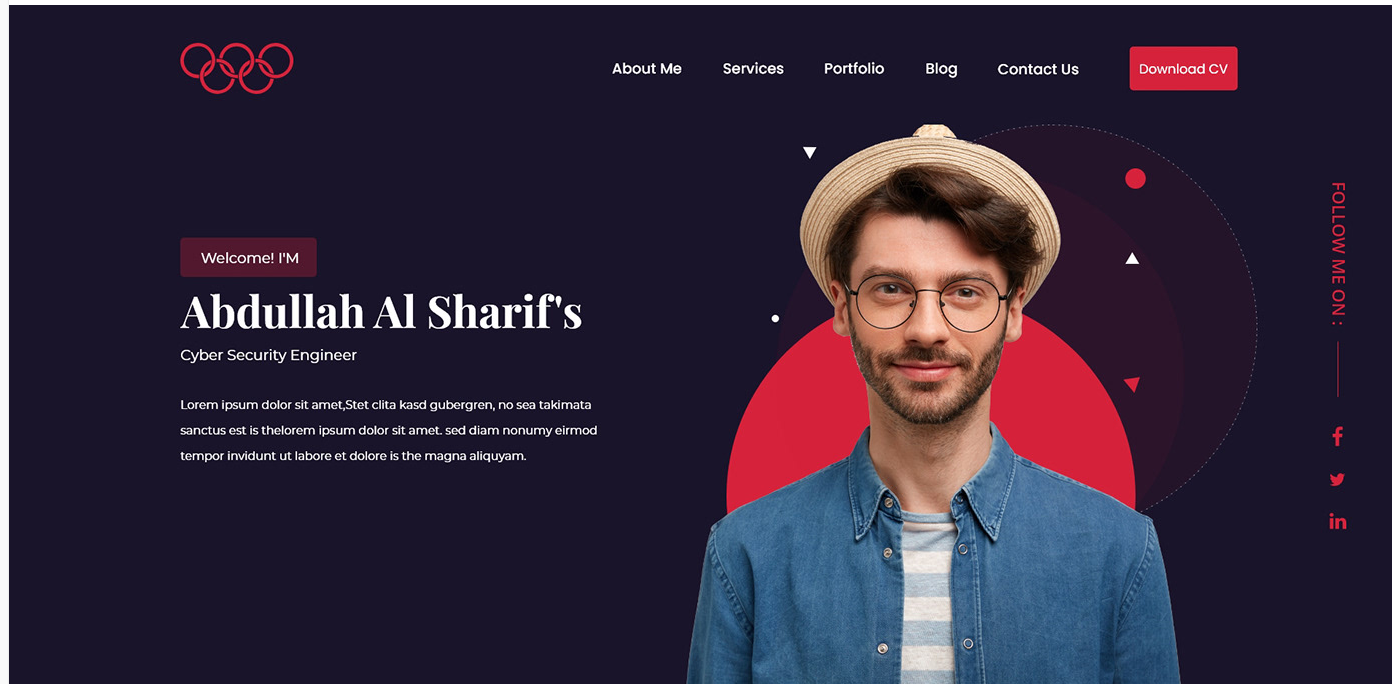 About Me
Services
Portfolio
Blog
Contact Us
Download CV
Welcome! I'M
Abdullah Al Sharif's
Cyber Security Engineer
Lorem ipsum dolor sit amet,Stet clita kasd gubergren, no sea takimata
sanctus est is thelorem ipsum dolor sit amet. sed diam nonumy eirmod
tempor invidunt ut labore et dolore is the magna aliquyam.
FOLLOW ME ON :